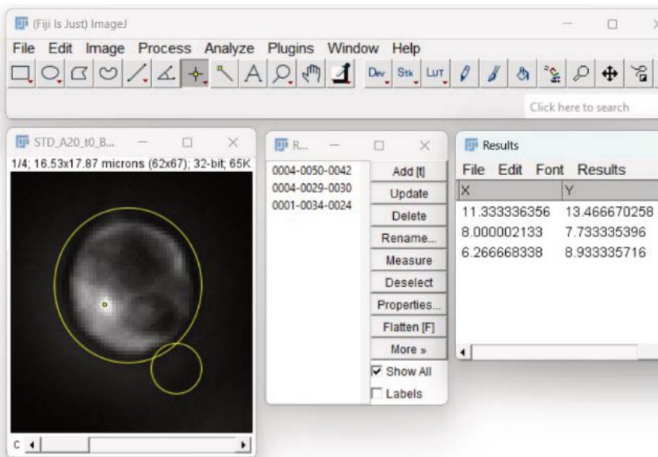 (Fiji Is Just) ImageJ
File Edit Image Process Analyze Plugins Window Help
A Dev Stk LUT
Click here to search
STD_A20_t0_B...
1/4; 16.53x17.87 microns (62x67); 32-bit; 65K
C
R...
0004-0050-0042
0004-0029-0030
0001-0034-0024
Add [t]
Update
Delete
Rename...
Measure
Deselect
Properties...
Flatten [F]
More »
Show All
Labels
Results
File Edit Font Results
X Y
11.333336356 13.466670258
8.000002133 7.733335396
6.266668338 8.933335716